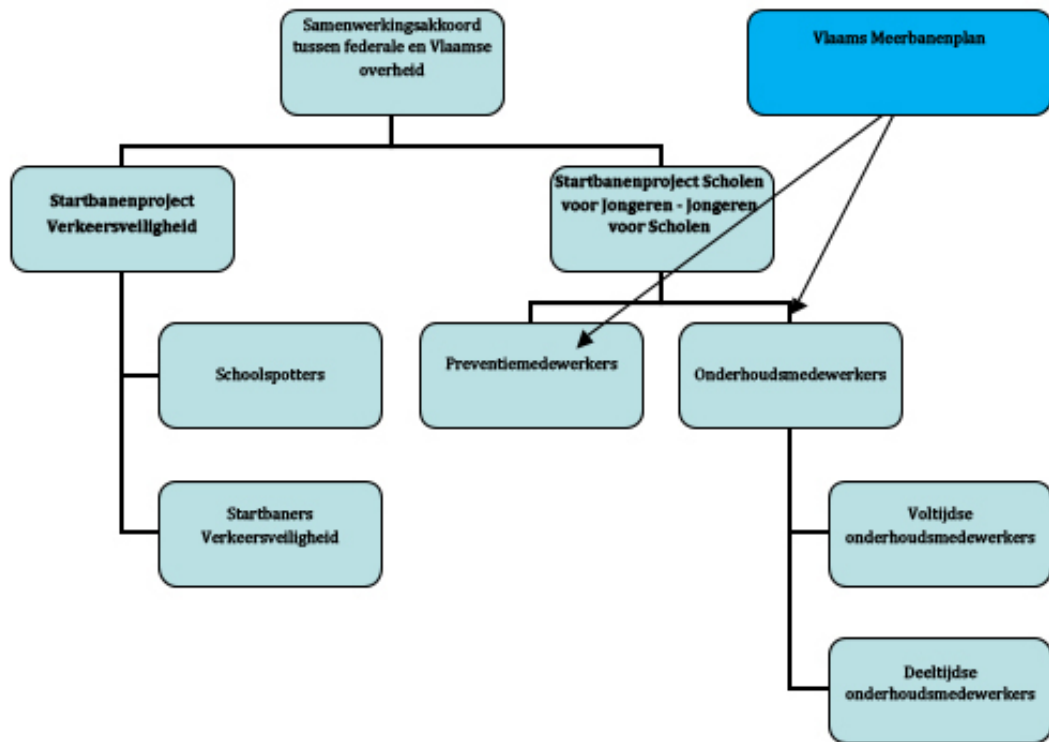 Samenwerkingsakkoord
tussen federale en Vlaamse
overheid
Vlaams Meerbanenplan
Startbanenproject
Verkeersveiligheid
Startbanenproject Scholen
voor Jongeren - Jongeren
voor Scholen
Schoolspotters
Preventiemedewerkers
Onderhoudsmedewerkers
Startbaners
Verkeersveiligheid
Voltijdse
onderhoudsmedewerkers
Deeltijdse
onderhoudsmedewerkers